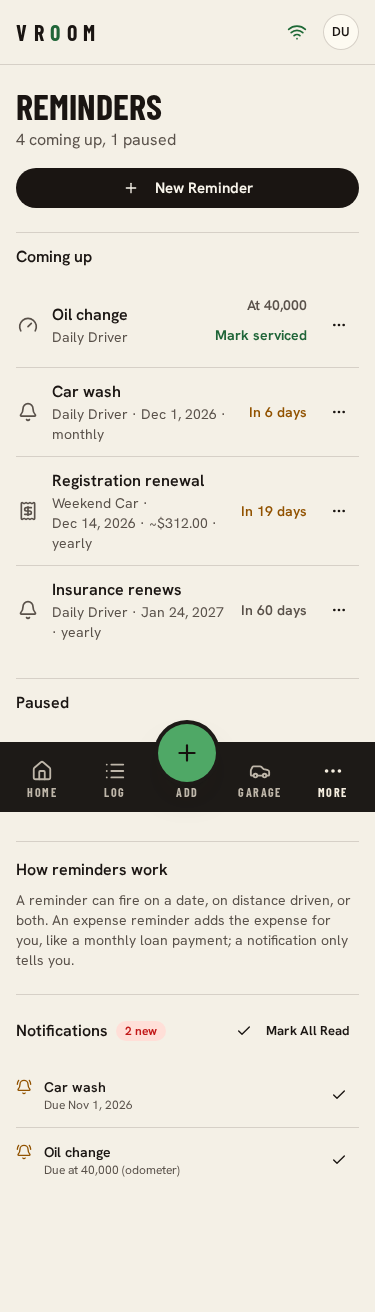 VROOM
DU
REMINDERS
4 coming up, 1 paused
New Reminder
Coming up
Oil change
Daily Driver
At 40,000
Mark serviced
Car wash
Daily Driver · Dec 1, 2026 ·
monthly
In 6 days
Registration renewal
Weekend Car ·
Dec 14, 2026 · ~$312.00 ·
yearly
In 19 days
Insurance renews
Daily Driver · Jan 24, 2027
· yearly
In 60 days
Paused
HOME
LOG
ADD
GARAGE
MORE
How reminders work
A reminder can fire on a date, on distance driven, or
both. An expense reminder adds the expense for
you, like a monthly loan payment; a notification only
tells you.
Notifications
2 new
Mark All Read
Car wash
Due Nov 1, 2026
Oil change
Due at 40,000 (odometer)